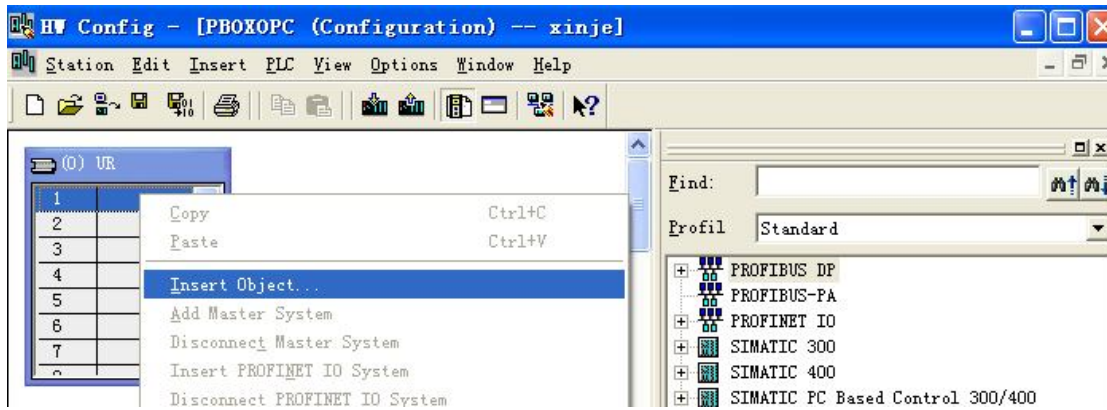 HW Config - [PBOXOPC (Configuration) -- xinje]
Station Edit Insert PLC View Options Window Help
(0) UR
1
2
3
4
5
6
7
Copy Ctrl+C
Paste Ctrl+V
Insert Object...
Add Master System
Disconnect Master System
Insert PROFINET IO System
Disconnect PROFINET IO System
Find:
Profil Standard
PROFIBUS DP
PROFIBUS-PA
PROFINET IO
SIMATIC 300
SIMATIC 400
SIMATIC PC Based Control 300/400